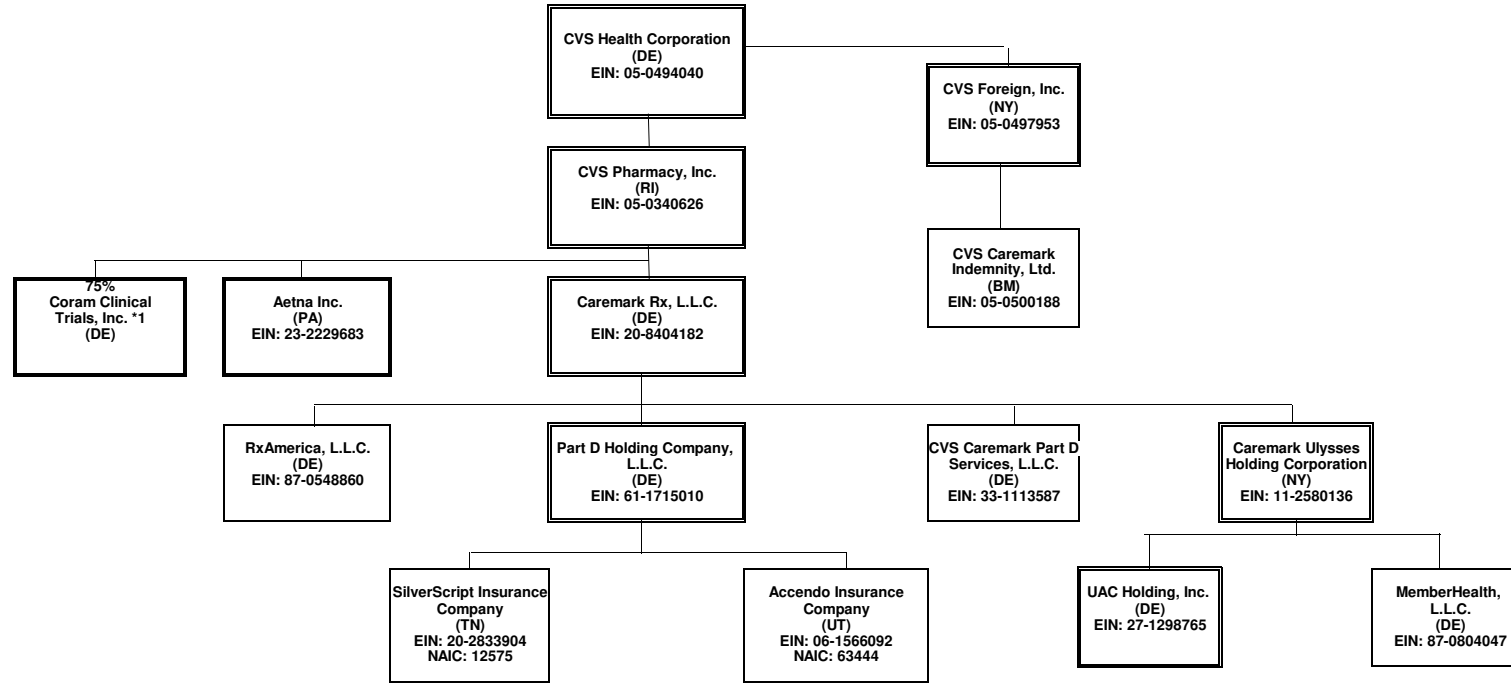 CVS Health Corporation
(DE)
EIN: 05-0494040
CVS Foreign, Inc.
(NY)
EIN: 05-0497953
CVS Pharmacy, Inc.
(RI)
EIN: 05-0340626
CVS Caremark
Indemnity, Ltd.
(BM)
EIN: 05-0500188
75%
Coram Clinical
Trials, Inc. *1
(DE)
Aetna Inc.
(PA)
EIN: 23-2229683
Caremark Rx, L.L.C.
(DE)
EIN: 20-8404182
RxAmerica, L.L.C.
(DE)
EIN: 87-0548860
Part D Holding Company,
L.L.C.
(DE)
EIN: 61-1715010
CVS Caremark Part D
Services, L.L.C.
(DE)
EIN: 33-1113587
Caremark Ulysses
Holding Corporation
(NY)
EIN: 11-2580136
SilverScript Insurance
Company
(TN)
EIN: 20-2833904
NAIC: 12575
Accendo Insurance
Company
(UT)
EIN: 06-1566092
NAIC: 63444
UAC Holding, Inc.
(DE)
EIN: 27-1298765
MemberHealth,
L.L.C.
(DE)
EIN: 87-0804047